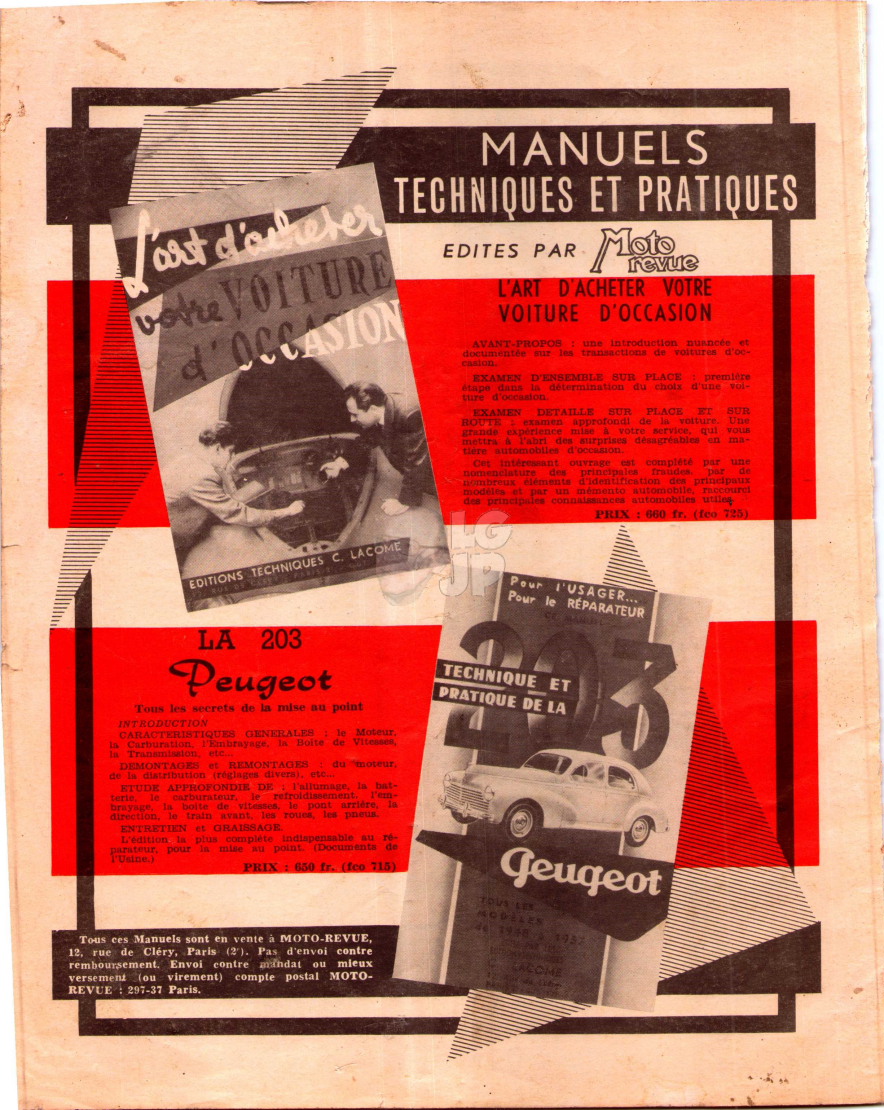 MANUELS
TECHNIQUES ET PRATIQUES
EDITES PAR Moto revue
L'art d'acheter
votre VOITURE
d'OCCASION
EDITIONS TECHNIQUES C. LACOME
L'ART D'ACHETER VOTRE
VOITURE D'OCCASION
AVANT-PROPOS : une introduction nuancée et
documentée sur les transactions de voitures d'oc-
casion.
EXAMEN D'ENSEMBLE SUR PLACE : première
étape dans la détermination du choix d'une voi-
ture d'occasion.
EXAMEN DETAILLE SUR PLACE ET SUR
ROUTE : examen approfondi de la voiture. Une
grande expérience mise à votre service, qui vous
mettra à l'abri des surprises désagréables en ma-
tière automobiles d'occasion.
Cet intéressant ouvrage est complété par une
nomenclature des principales fraudes, par de
nombreux éléments d'identification des principaux
modèles et par un mémento automobile, raccourci
des principales connaissances automobiles utiles.
PRIX : 660 fr. (fco 725)
LG
JP
LA 203
Peugeot
Tous les secrets de la mise au point
INTRODUCTION
CARACTERISTIQUES GENERALES : le Moteur,
la Carburation, l'Embrayage, la Boîte de Vitesses,
la Transmission, etc...
DEMONTAGES et REMONTAGES : du moteur,
de la distribution (réglages divers), etc...
ETUDE APPROFONDIE DE : l'allumage, la bat-
terie, le carburateur, le refroidissement, l'em-
brayage, la boîte de vitesses, le pont arrière, la
direction, le train avant, les roues, les pneus.
ENTRETIEN et GRAISSAGE.
L'édition la plus complète indispensable au ré-
parateur, pour la mise au point. (Documents de
l'Usine.)
PRIX : 650 fr. (fco 715)
Pour l'USAGER...
Pour le RÉPARATEUR
CE MANUEL
203
TECHNIQUE ET
PRATIQUE DE LA
Peugeot
TOUS LES
MODELES
de 1948 à
LACOME
Tous ces Manuels sont en vente à MOTO-REVUE,
12, rue de Cléry, Paris (2ᵉ). Pas d'envoi contre
remboursement. Envoi contre mandat ou mieux
versement (ou virement) compte postal MOTO-
REVUE : 297-37 Paris.